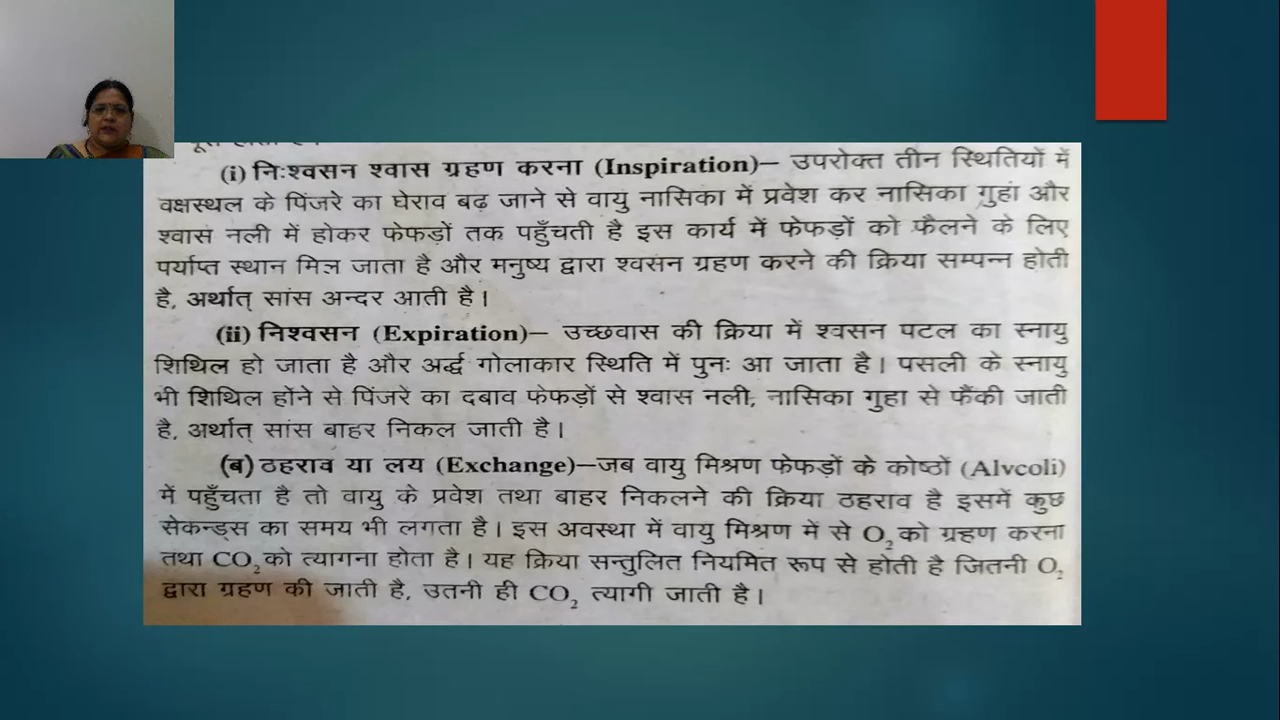 (i) निःश्वसन श्वास ग्रहण करना (Inspiration)– उपरोक्त तीन स्थितियों में
वक्षस्थल के पिंजरे का घेराव बढ़ जाने से वायु नासिका में प्रवेश कर नासिका गुहा और
श्वास नली में होकर फेफड़ों तक पहुँचती है इस कार्य में फेफड़ों को फैलने के लिए
पर्याप्त स्थान मिल जाता है और मनुष्य द्वारा श्वसन ग्रहण करने की क्रिया सम्पन्न होती
है, अर्थात् सांस अन्दर आती है।
(ii) निश्वसन (Expiration)– उच्छवास की क्रिया में श्वसन पटल का स्नायु
शिथिल हो जाता है और अर्द्ध गोलाकार स्थिति में पुनः आ जाता है। पसली के स्नायु
भी शिथिल होंने से पिंजरे का दबाव फेफड़ों से श्वास नली, नासिका गुहा से फैंकी जाती
है, अर्थात् सांस बाहर निकल जाती है।
(ब) ठहराव या लय (Exchange)–जब वायु मिश्रण फेफड़ों के कोष्ठों (Alvcoli)
में पहुँचता है तो वायु के प्रवेश तथा बाहर निकलने की क्रिया ठहराव है इसमें कुछ
सेकन्ड्स का समय भी लगता है। इस अवस्था में वायु मिश्रण में से O₂ को ग्रहण करना
तथा CO₂ को त्यागना होता है। यह क्रिया सन्तुलित नियमित रूप से होती है जितनी O₂
द्वारा ग्रहण की जाती है, उतनी ही CO₂ त्यागी जाती है।